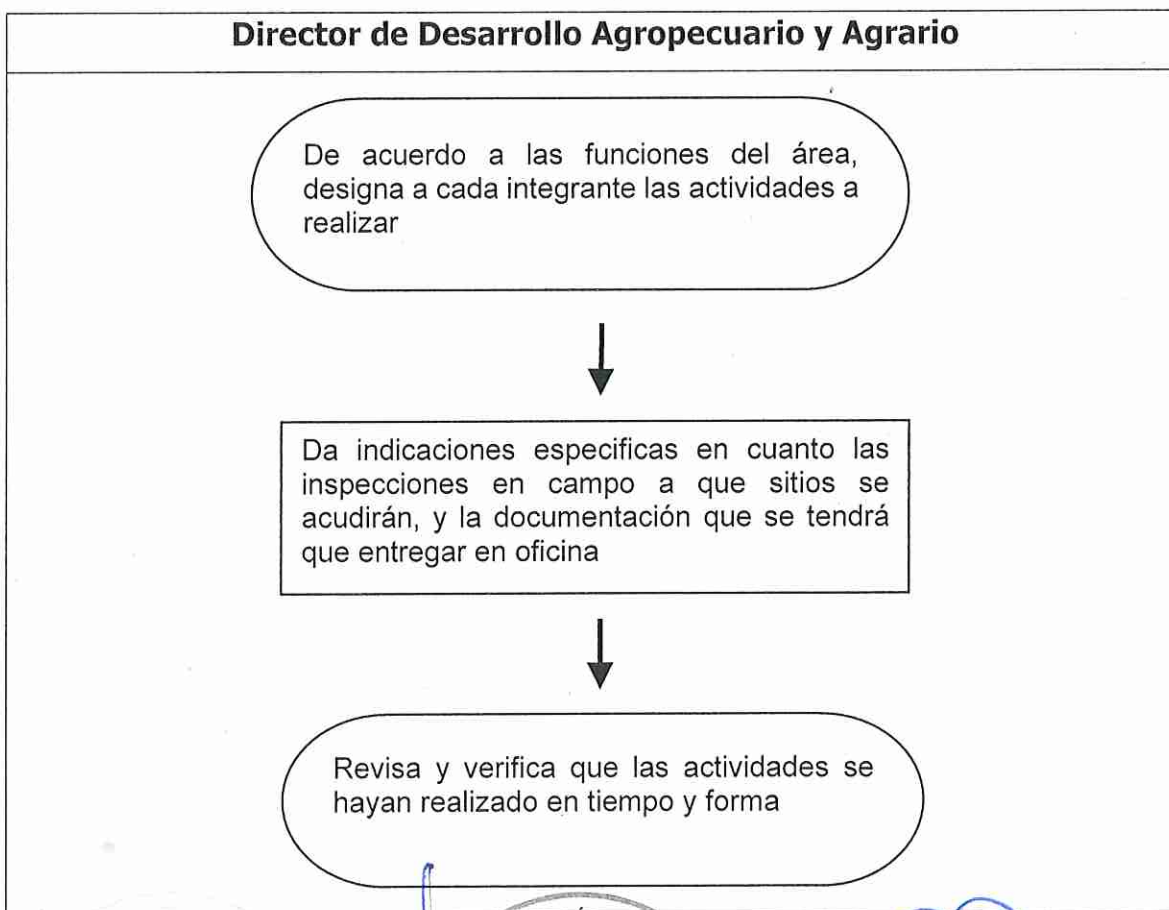 Director de Desarrollo Agropecuario y Agrario
De acuerdo a las funciones del área,
designa a cada integrante las actividades a
realizar
Da indicaciones especificas en cuanto las
inspecciones en campo a que sitios se
acudirán, y la documentación que se tendrá
que entregar en oficina
Revisa y verifica que las actividades se
hayan realizado en tiempo y forma